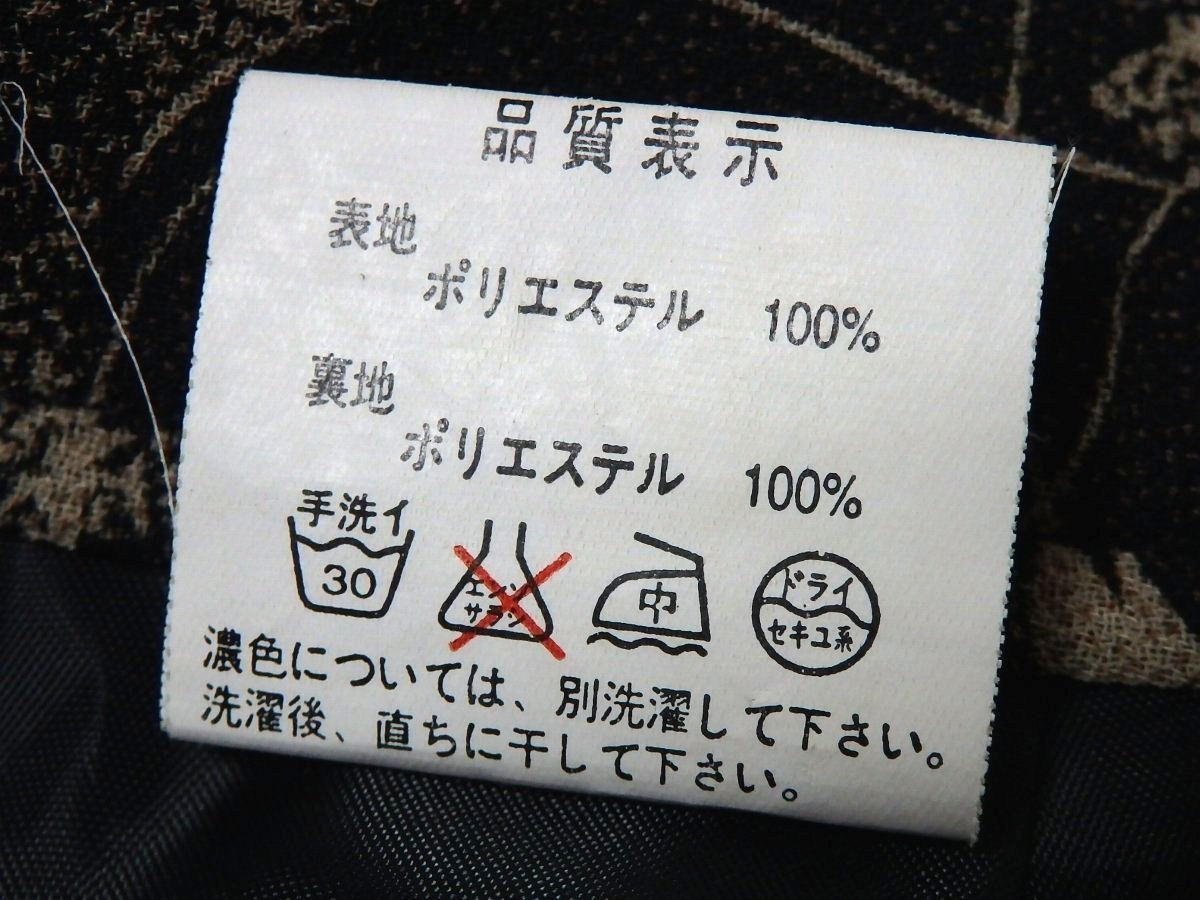 品質表示
表地
ポリエステル 100%
裏地
ポリエステル 100%
手洗イ
30
エンソ
サラシ
中
ドライ
セキユ系
濃色については、別洗濯して下さい。
洗濯後、直ちに干して下さい。